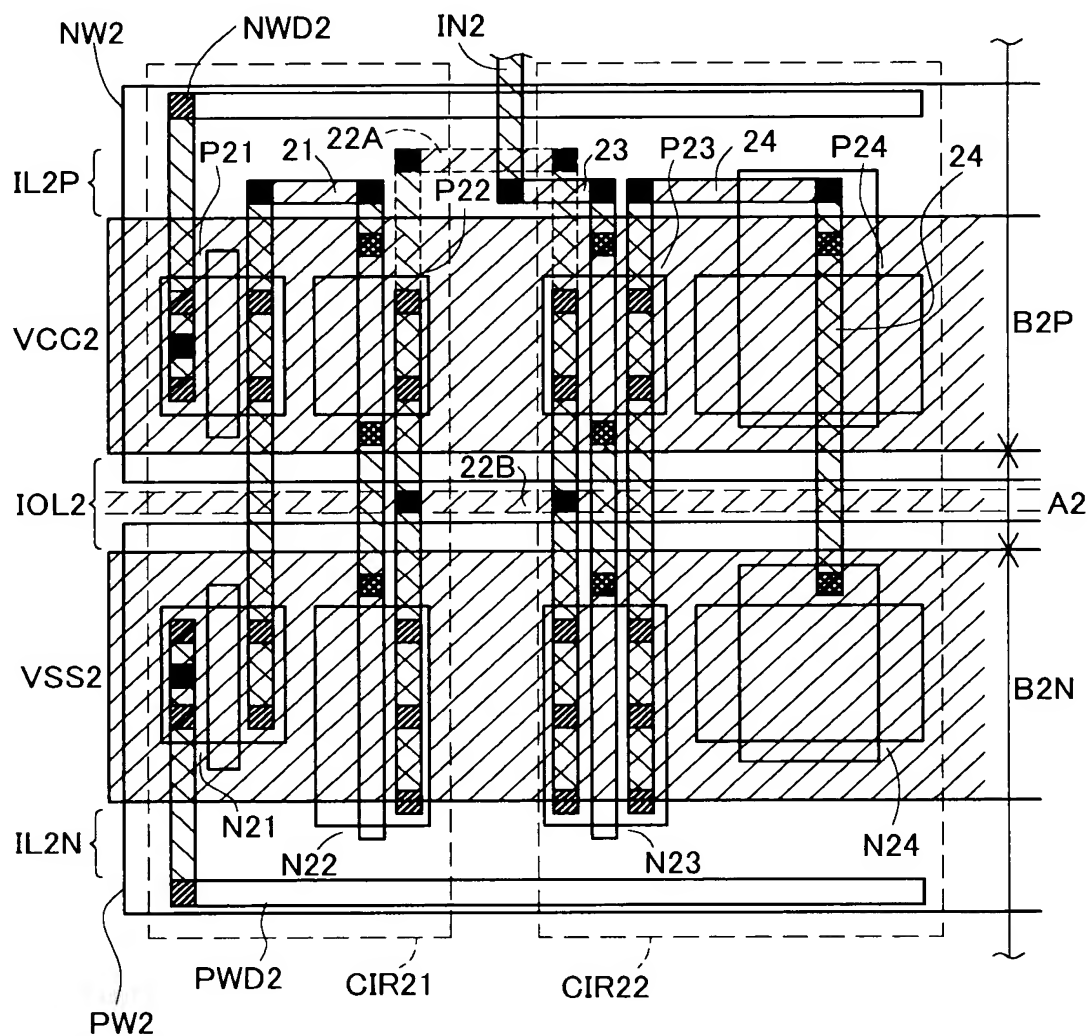 NW2
NWD2
IN2
22A
P21
21
23
P23
24
P24
24
IL2P
P22
VCC2
B2P
IOL2
22B
A2
VSS2
B2N
N21
N22
N23
N24
IL2N
PWD2
CIR21
CIR22
PW2